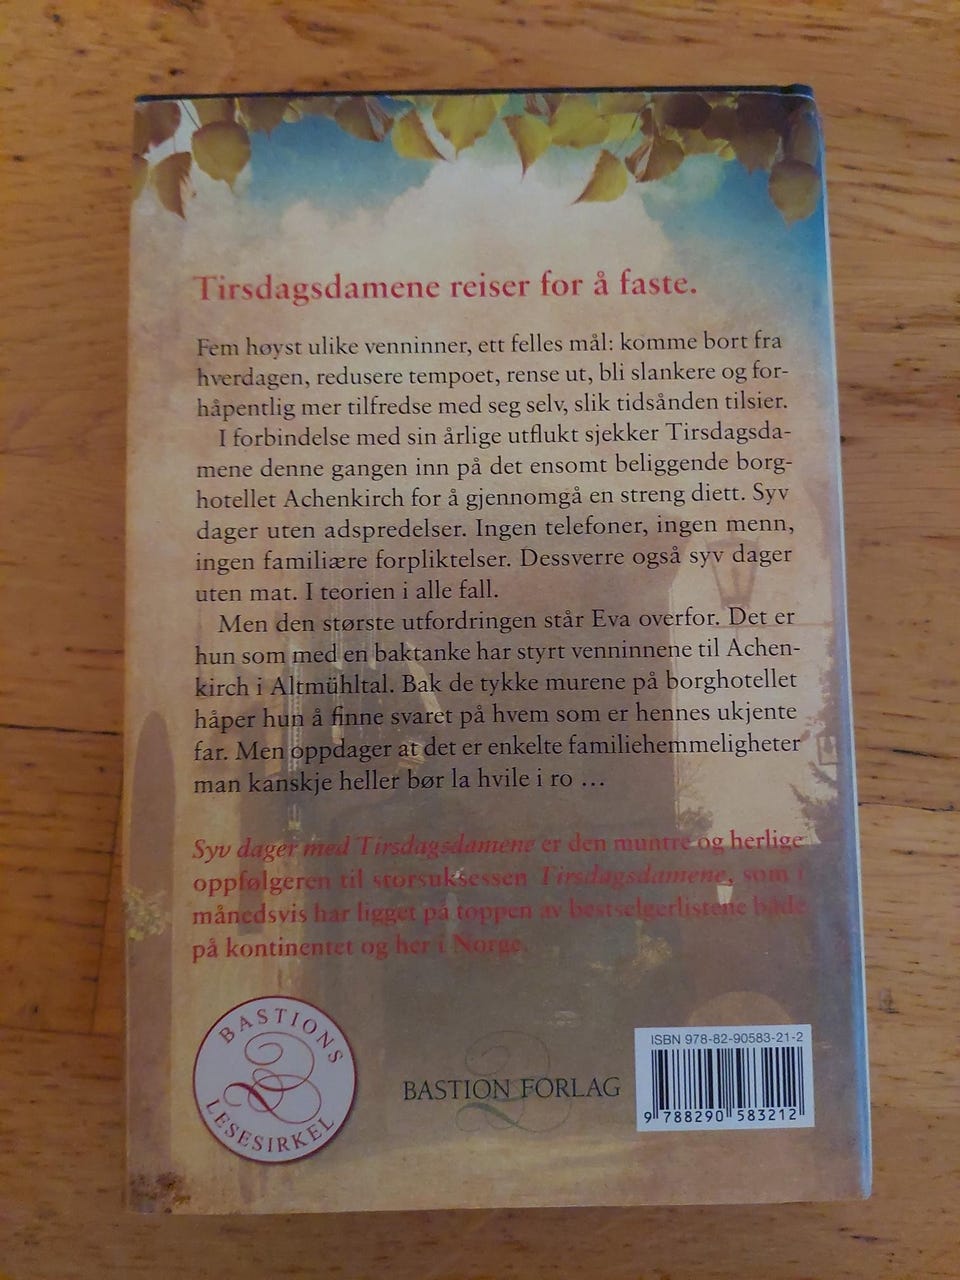 Tirsdagsdamene reiser for å faste.
Fem høyst ulike venninner, ett felles mål: komme bort fra
hverdagen, redusere tempoet, rense ut, bli slankere og for-
håpentlig mer tilfredse med seg selv, slik tidsånden tilsier.
I forbindelse med sin årlige utflukt sjekker Tirsdagsda-
mene denne gangen inn på det ensomt beliggende borg-
hotellet Achenkirch for å gjennomgå en streng diett. Syv
dager uten adspredelser. Ingen telefoner, ingen menn,
ingen familiære forpliktelser. Dessverre også syv dager
uten mat. I teorien i alle fall.
Men den største utfordringen står Eva overfor. Det er
hun som med en baktanke har styrt venninnene til Achen-
kirch i Altmühltal. Bak de tykke murene på borghotellet
håper hun å finne svaret på hvem som er hennes ukjente
far. Men oppdager at det er enkelte familiehemmeligheter
man kanskje heller bør la hvile i ro …
Syv dager med Tirsdagsdamene er den muntre og herlige
oppfølgeren til storsuksessen Tirsdagsdamene, som i
månedsvis har ligget på toppen av bestselgerlistene både
på kontinentet og her i Norge.
BASTIONS
LESESIRKEL
BASTION FORLAG
ISBN 978-82-90583-21-2
9 788290 583212